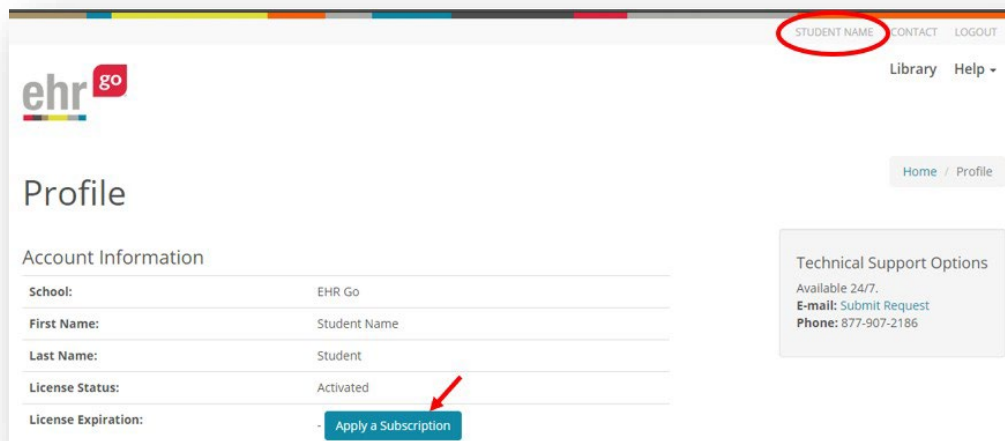 STUDENT NAME CONTACT LOGOUT
ehr go
Library Help
Home / Profile
Profile
Account Information
School: EHR Go
First Name: Student Name
Last Name: Student
License Status: Activated
License Expiration: - Apply a Subscription
Technical Support Options
Available 24/7.
E-mail: Submit Request
Phone: 877-907-2186